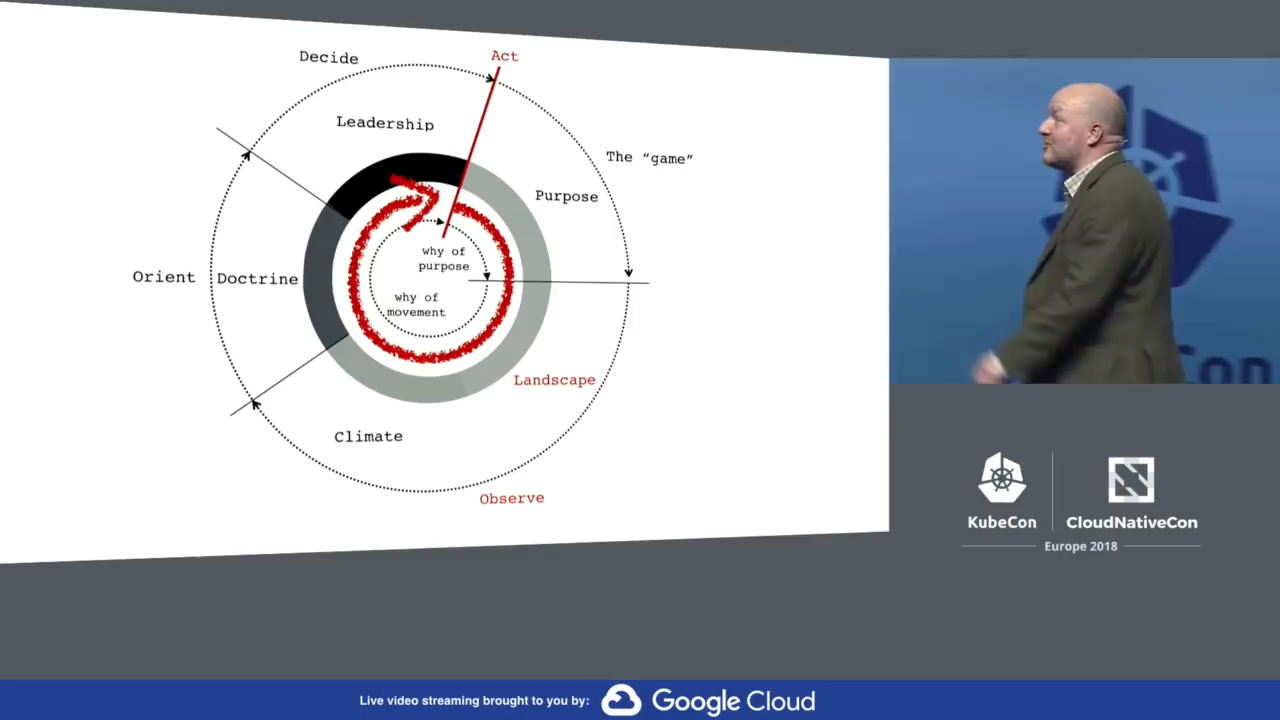 Decide
Act
Leadership
The “game”
Purpose
why of
purpose
Orient
Doctrine
why of
movement
Landscape
Climate
Observe
con
KubeCon
CloudNativeCon
Europe 2018
Live video streaming brought to you by:
Google Cloud